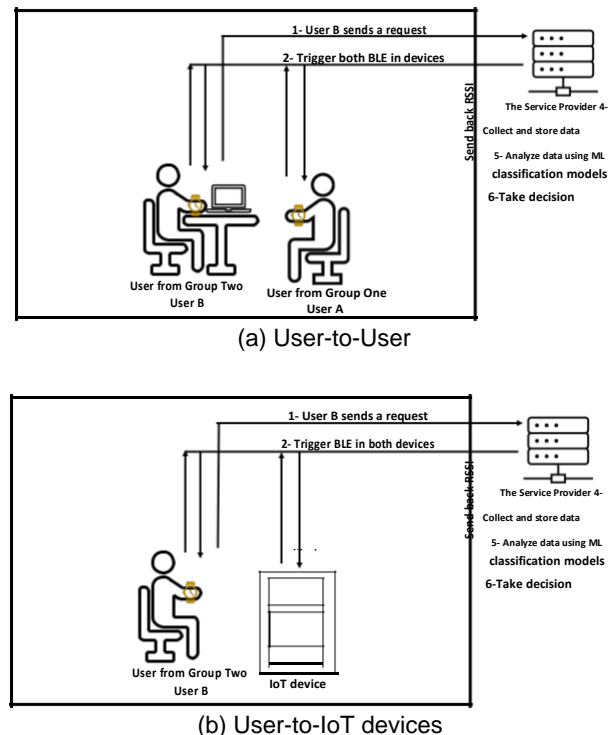 1- User B sends a request
2- Trigger both BLE in devices
Send back RSSI
The Service Provider 4-
Collect and store data
5- Analyze data using ML
classification models
6-Take decision
User from Group Two
User B
User from Group One
User A
(a) User-to-User
1- User B sends a request
2- Trigger BLE in both devices
Send back RSSI
The Service Provider 4-
Collect and store data
5- Analyze data using ML
classification models
6-Take decision
User from Group Two
User B
IoT device
(b) User-to-IoT devices